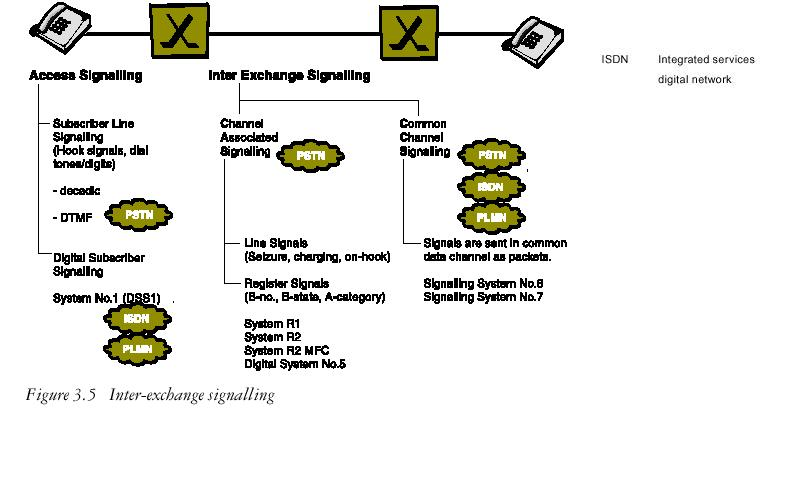 X X
Access Signalling
Subscriber Line
Signalling
(Hook signals, dial
tones/digits)
- decadic
- DTMF
PSTN
Digital Subscriber
Signalling
System No.1 (DSS1)
ISDN
PLMN
Inter Exchange Signalling
Channel
Associated
Signalling
PSTN
Line Signals
(Seizure, charging, on-hook)
Register Signals
(B-no., B-state, A-category)
System R1
System R2
System R2 MFC
Digital System No.5
Common
Channel
Signalling
PSTN
ISDN
PLMN
Signals are sent in common
data channel as packets.
Signalling System No.6
Signalling System No.7
ISDN Integrated services
digital network
Figure 3.5 Inter-exchange signalling